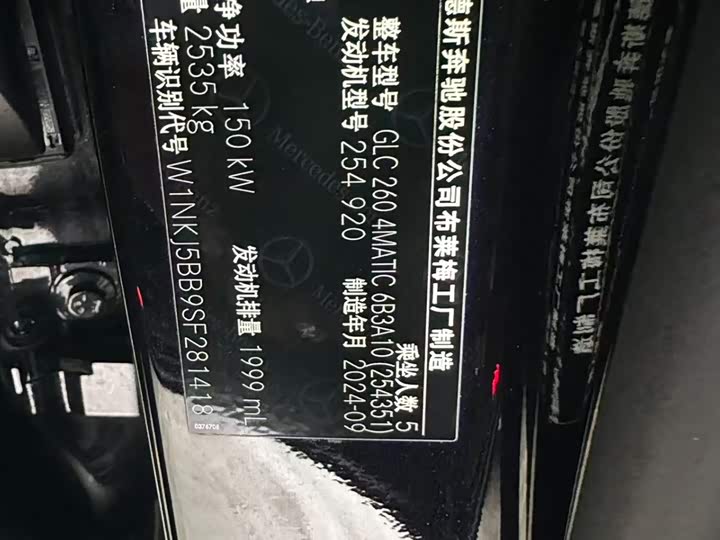 德斯奔驰股份公司布莱梅工厂制造
乘坐人数 5
整车型号 GLC 260 4MATIC 6B3A10(254351)
发动机型号 254 920 制造年月 2024-09
净功率 150 kW 发动机排量 1999 mL
量 2535 kg
车辆识别代号 W1NKJ5BB9SF281418